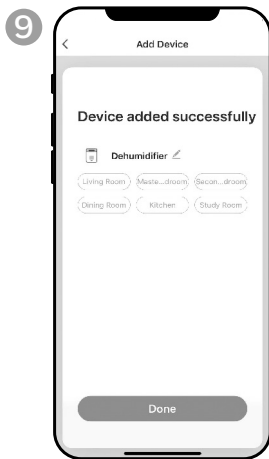 9
Add Device
Device added successfully
Dehumidifier
Living Room Maste...droom Secon...droom
Dining Room Kitchen Study Room
Done